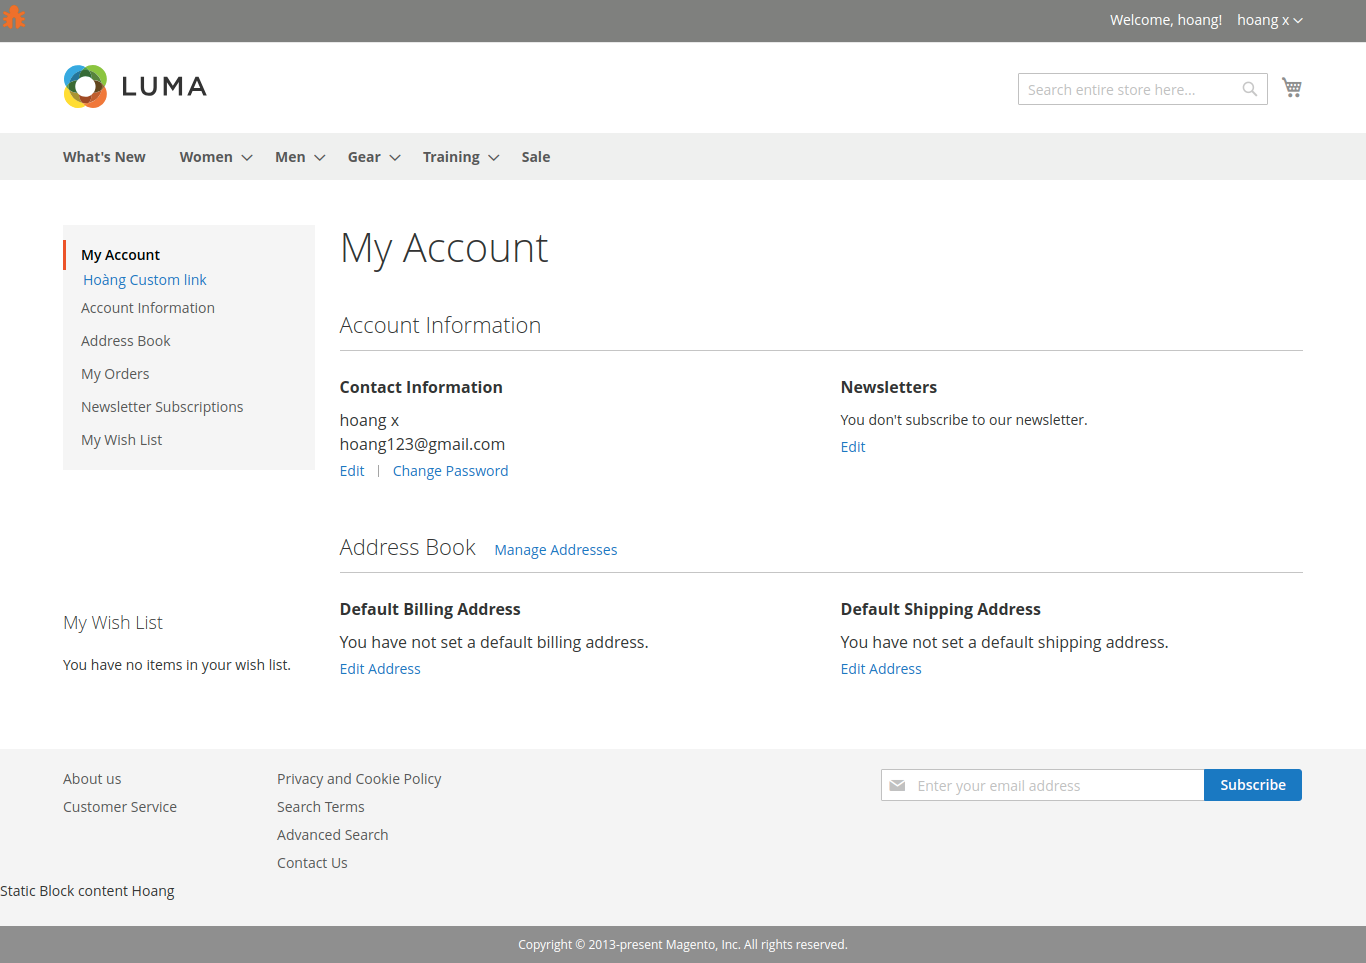 Welcome, hoang! hoang x
LUMA
Search entire store here...
What's New Women Men Gear Training Sale
My Account
Hoàng Custom link
Account Information
Address Book
My Orders
Newsletter Subscriptions
My Wish List
My Account
Account Information
Contact Information
hoang x
hoang123@gmail.com
Edit | Change Password
Newsletters
You don't subscribe to our newsletter.
Edit
Address Book Manage Addresses
Default Billing Address
You have not set a default billing address.
Edit Address
Default Shipping Address
You have not set a default shipping address.
Edit Address
My Wish List
You have no items in your wish list.
About us
Customer Service
Privacy and Cookie Policy
Search Terms
Advanced Search
Contact Us
Enter your email address Subscribe
Static Block content Hoang
Copyright © 2013-present Magento, Inc. All rights reserved.